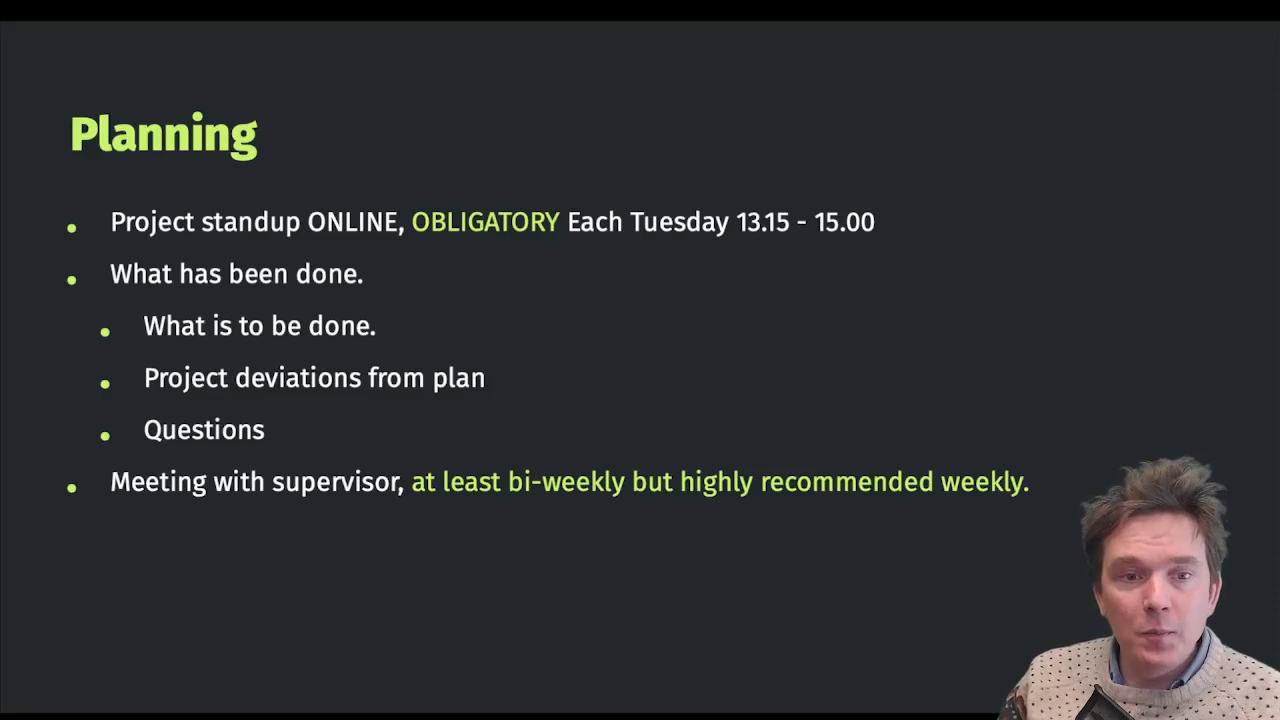 Planning
Project standup ONLINE, OBLIGATORY Each Tuesday 13.15 - 15.00
What has been done.
What is to be done.
Project deviations from plan
Questions
Meeting with supervisor, at least bi-weekly but highly recommended weekly.